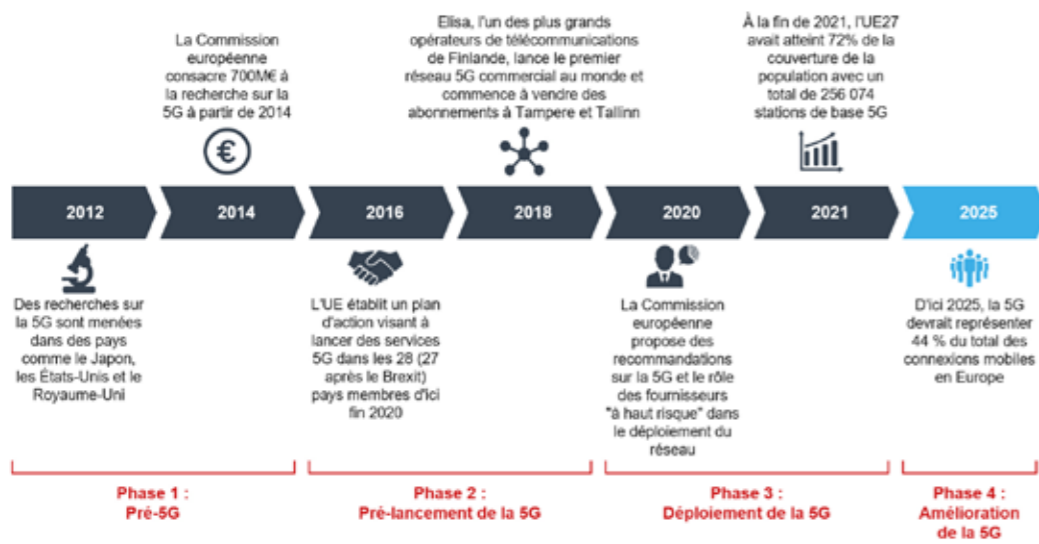 La Commission
européenne
consacre 700M€ à
la recherche sur la
5G à partir de 2014
Elisa, l'un des plus grands
opérateurs de télécommunications
de Finlande, lance le premier
réseau 5G commercial au monde et
commence à vendre des
abonnements à Tampere et Tallinn
À la fin de 2021, l'UE27
avait atteint 72% de la
couverture de la
population avec un
total de 256 074
stations de base 5G
€
2012
2014
2016
2018
2020
2021
2025
Des recherches sur
la 5G sont menées
dans des pays
comme le Japon,
les États-Unis et le
Royaume-Uni
L'UE établit un plan
d'action visant à
lancer des services
5G dans les 28 (27
après le Brexit)
pays membres d'ici
fin 2020
La Commission
européenne
propose des
recommandations
sur la 5G et le rôle
des fournisseurs
"à haut risque" dans
le déploiement du
réseau
D'ici 2025, la 5G
devrait représenter
44 % du total des
connexions mobiles
en Europe
Phase 1 :
Pré-5G
Phase 2 :
Pré-lancement de la 5G
Phase 3 :
Déploiement de la 5G
Phase 4 :
Amélioration
de la 5G